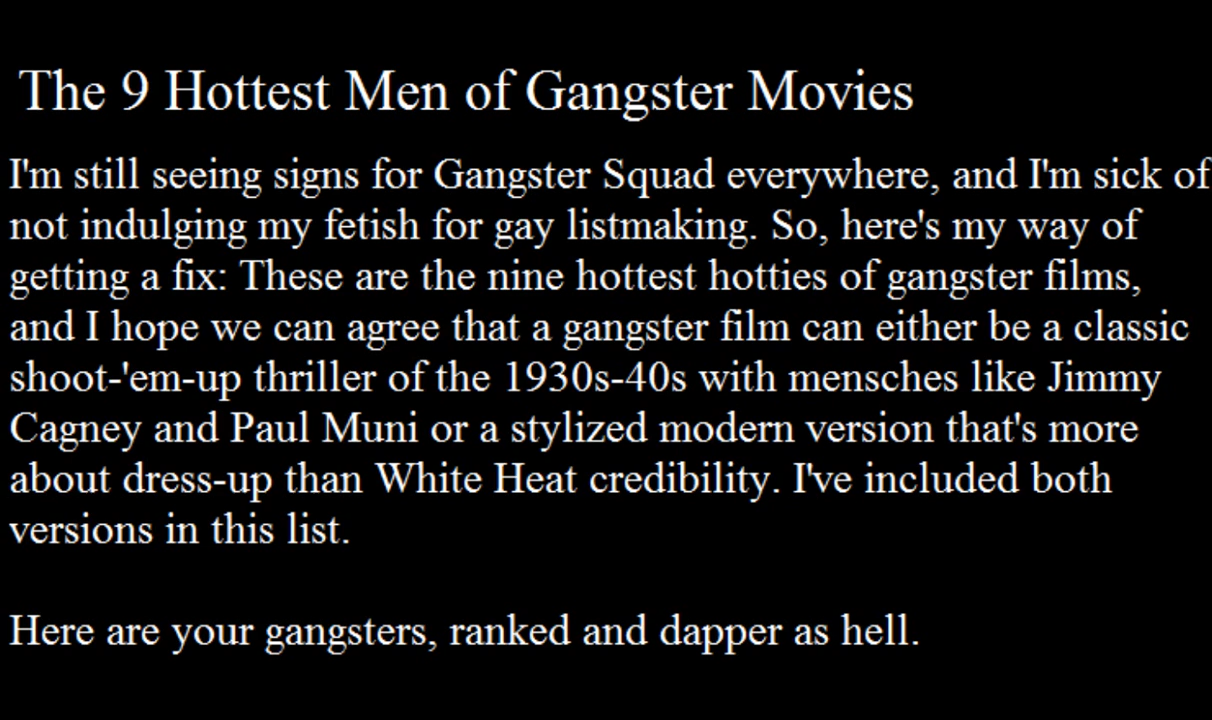 The 9 Hottest Men of Gangster Movies
I'm still seeing signs for Gangster Squad everywhere, and I'm sick of
not indulging my fetish for gay listmaking. So, here's my way of
getting a fix: These are the nine hottest hotties of gangster films,
and I hope we can agree that a gangster film can either be a classic
shoot-'em-up thriller of the 1930s-40s with mensches like Jimmy
Cagney and Paul Muni or a stylized modern version that's more
about dress-up than White Heat credibility. I've included both
versions in this list.
Here are your gangsters, ranked and dapper as hell.